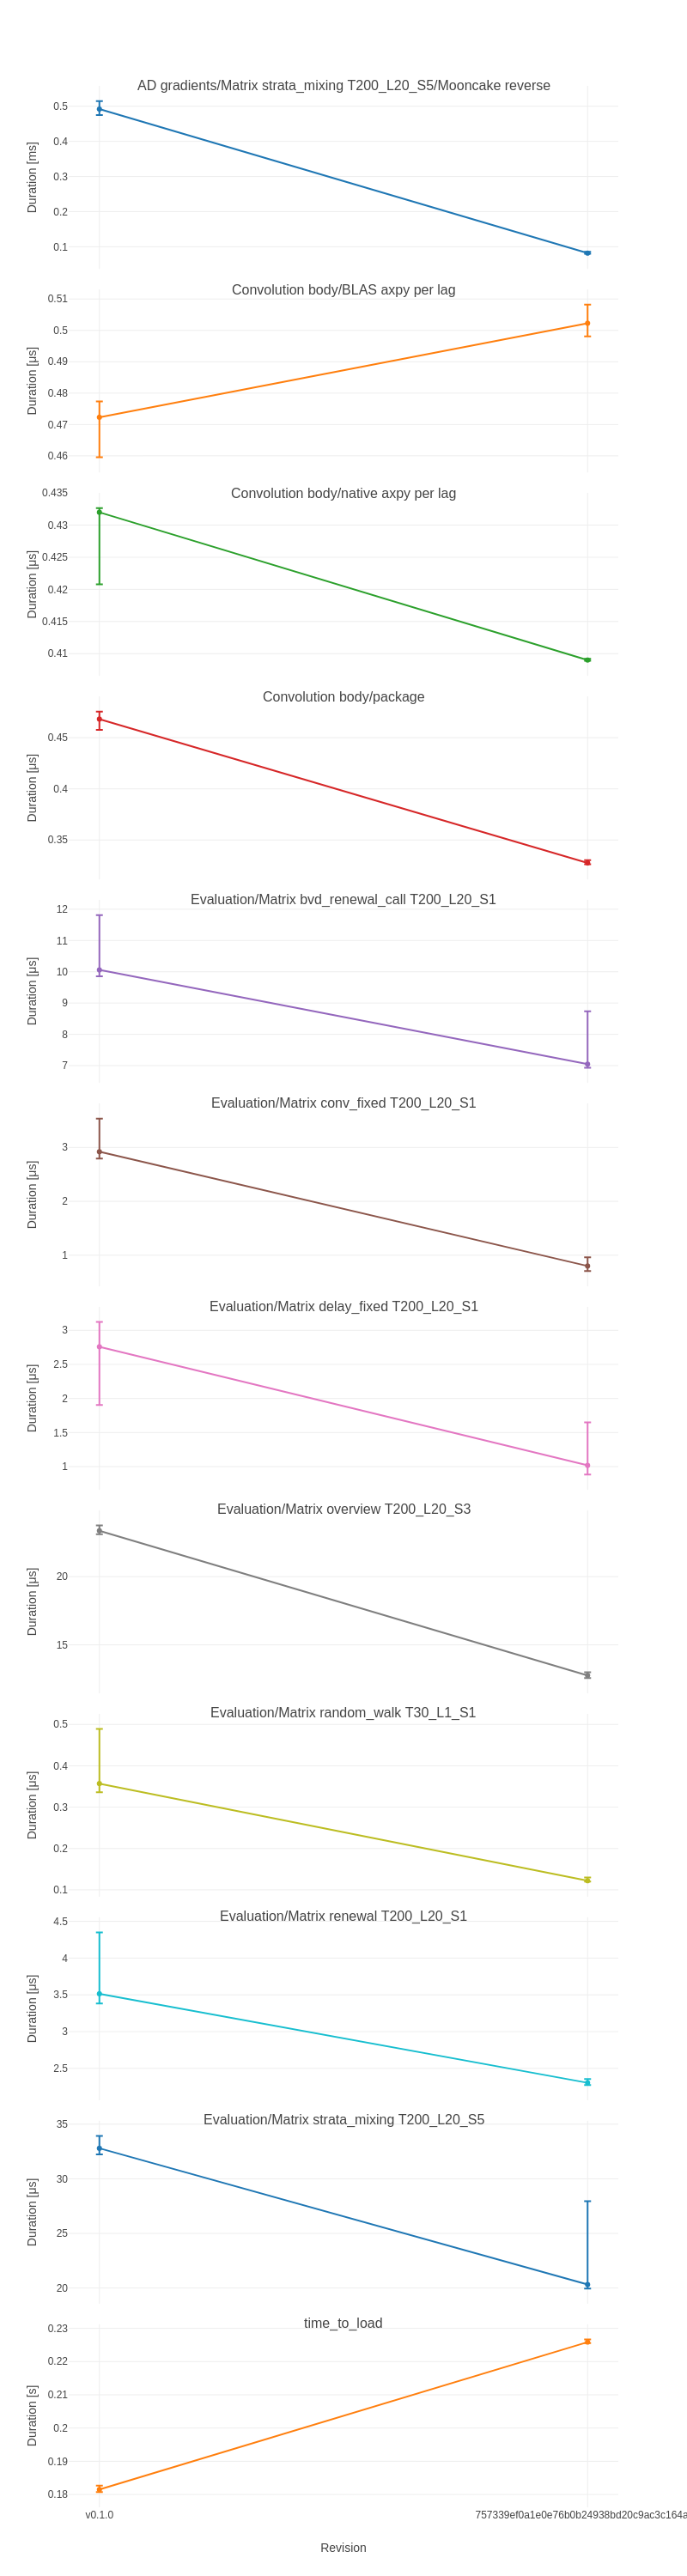 AD gradients/Matrix strata_mixing T200_L20_S5/Mooncake reverse
0.5
0.4
0.3
0.2
0.1
Duration [ms]
Convolution body/BLAS axpy per lag
0.51
0.5
0.49
0.48
0.47
0.46
Duration [μs]
Convolution body/native axpy per lag
0.435
0.43
0.425
0.42
0.415
0.41
Duration [μs]
Convolution body/package
0.45
0.4
0.35
Duration [μs]
Evaluation/Matrix bvd_renewal_call T200_L20_S1
12
11
10
9
8
7
Duration [μs]
Evaluation/Matrix conv_fixed T200_L20_S1
3
2
1
Duration [μs]
Evaluation/Matrix delay_fixed T200_L20_S1
3
2.5
2
1.5
1
Duration [μs]
Evaluation/Matrix overview T200_L20_S3
20
15
Duration [μs]
Evaluation/Matrix random_walk T30_L1_S1
0.5
0.4
0.3
0.2
0.1
Duration [μs]
Evaluation/Matrix renewal T200_L20_S1
4.5
4
3.5
3
2.5
Duration [μs]
Evaluation/Matrix strata_mixing T200_L20_S5
35
30
25
20
Duration [μs]
time_to_load
0.23
0.22
0.21
0.2
0.19
0.18
Duration [s]
v0.1.0
757339ef0a1e0e76b0b24938bd20c9ac3c164a
Revision